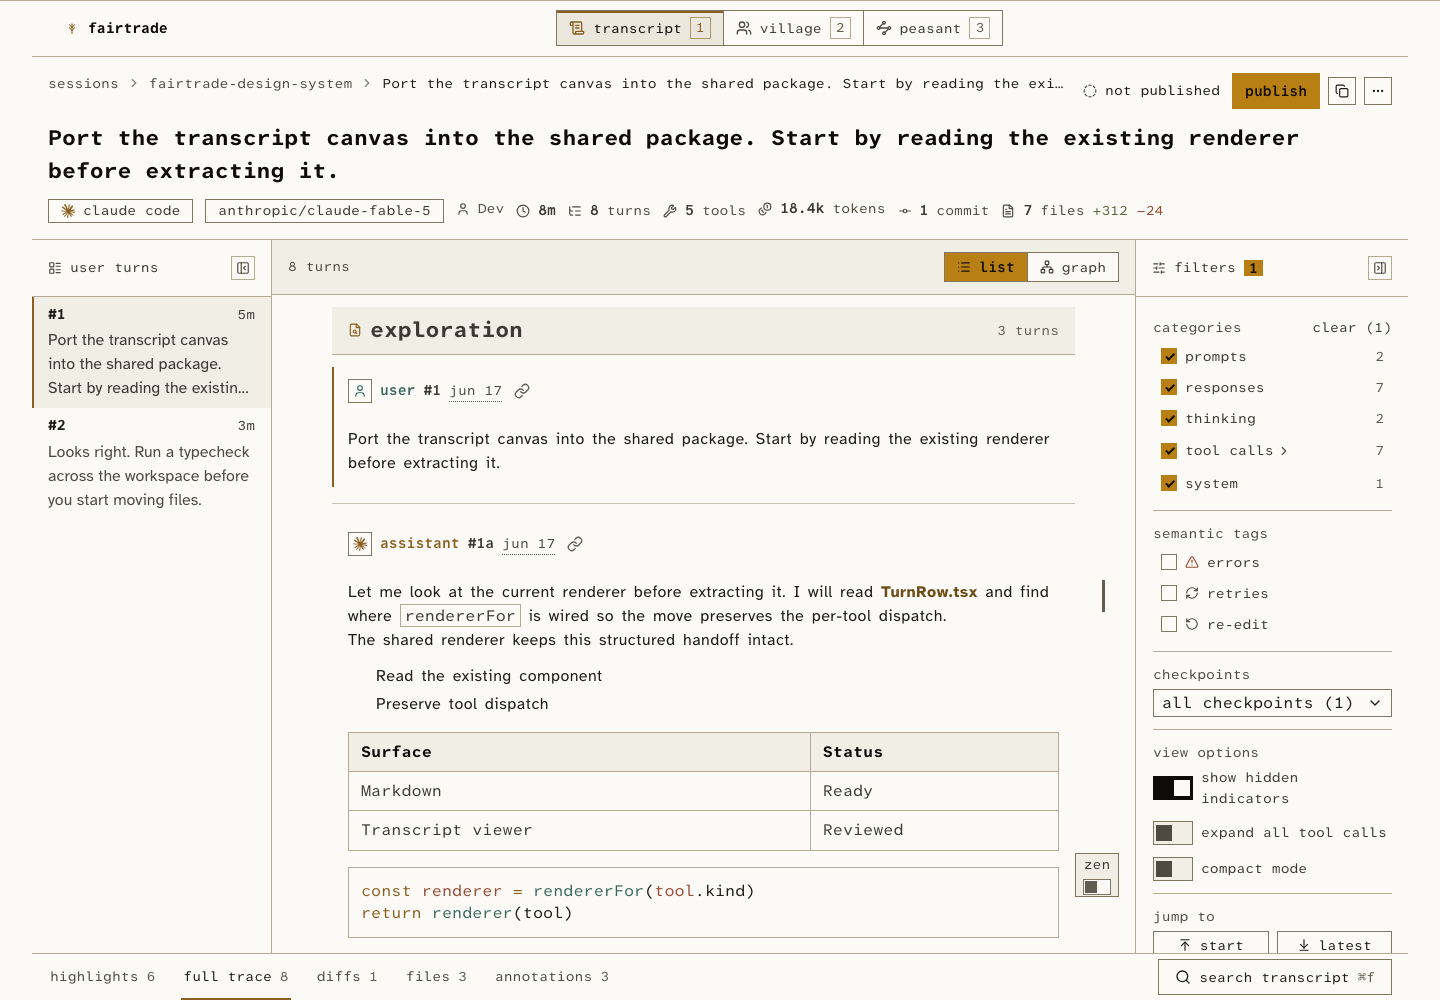 fairtrade
transcript 1
village 2
peasant 3
sessions > fairtrade-design-system > Port the transcript canvas into the shared package. Start by reading the exi…
not published
publish
Port the transcript canvas into the shared package. Start by reading the existing renderer
before extracting it.
claude code
anthropic/claude-fable-5
Dev
8m
8 turns
5 tools
18.4k tokens
1 commit
7 files +312 −24
user turns
#1 5m
Port the transcript canvas
into the shared package.
Start by reading the existin…
#2 3m
Looks right. Run a typecheck
across the workspace before
you start moving files.
8 turns
list
graph
exploration
3 turns
user #1 jun 17
Port the transcript canvas into the shared package. Start by reading the existing renderer
before extracting it.
assistant #1a jun 17
Let me look at the current renderer before extracting it. I will read TurnRow.tsx and find
where rendererFor is wired so the move preserves the per-tool dispatch.
The shared renderer keeps this structured handoff intact.
Read the existing component
Preserve tool dispatch
Surface Status
Markdown Ready
Transcript viewer Reviewed
const renderer = rendererFor(tool.kind)
return renderer(tool)
zen
filters 1
categories clear (1)
prompts 2
responses 7
thinking 2
tool calls > 7
system 1
semantic tags
errors
retries
re-edit
checkpoints
all checkpoints (1)
view options
show hidden
indicators
expand all tool calls
compact mode
jump to
start
latest
highlights 6
full trace 8
diffs 1
files 3
annotations 3
search transcript ⌘f